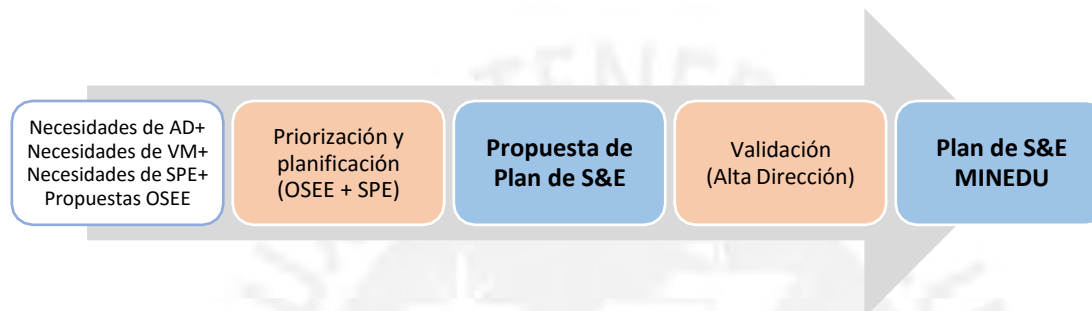 Necesidades de AD+
Necesidades de VM+
Necesidades de SPE+
Propuestas OSEE
Priorización y
planificación
(OSEE + SPE)
Propuesta de
Plan de S&E
Validación
(Alta Dirección)
Plan de S&E
MINEDU